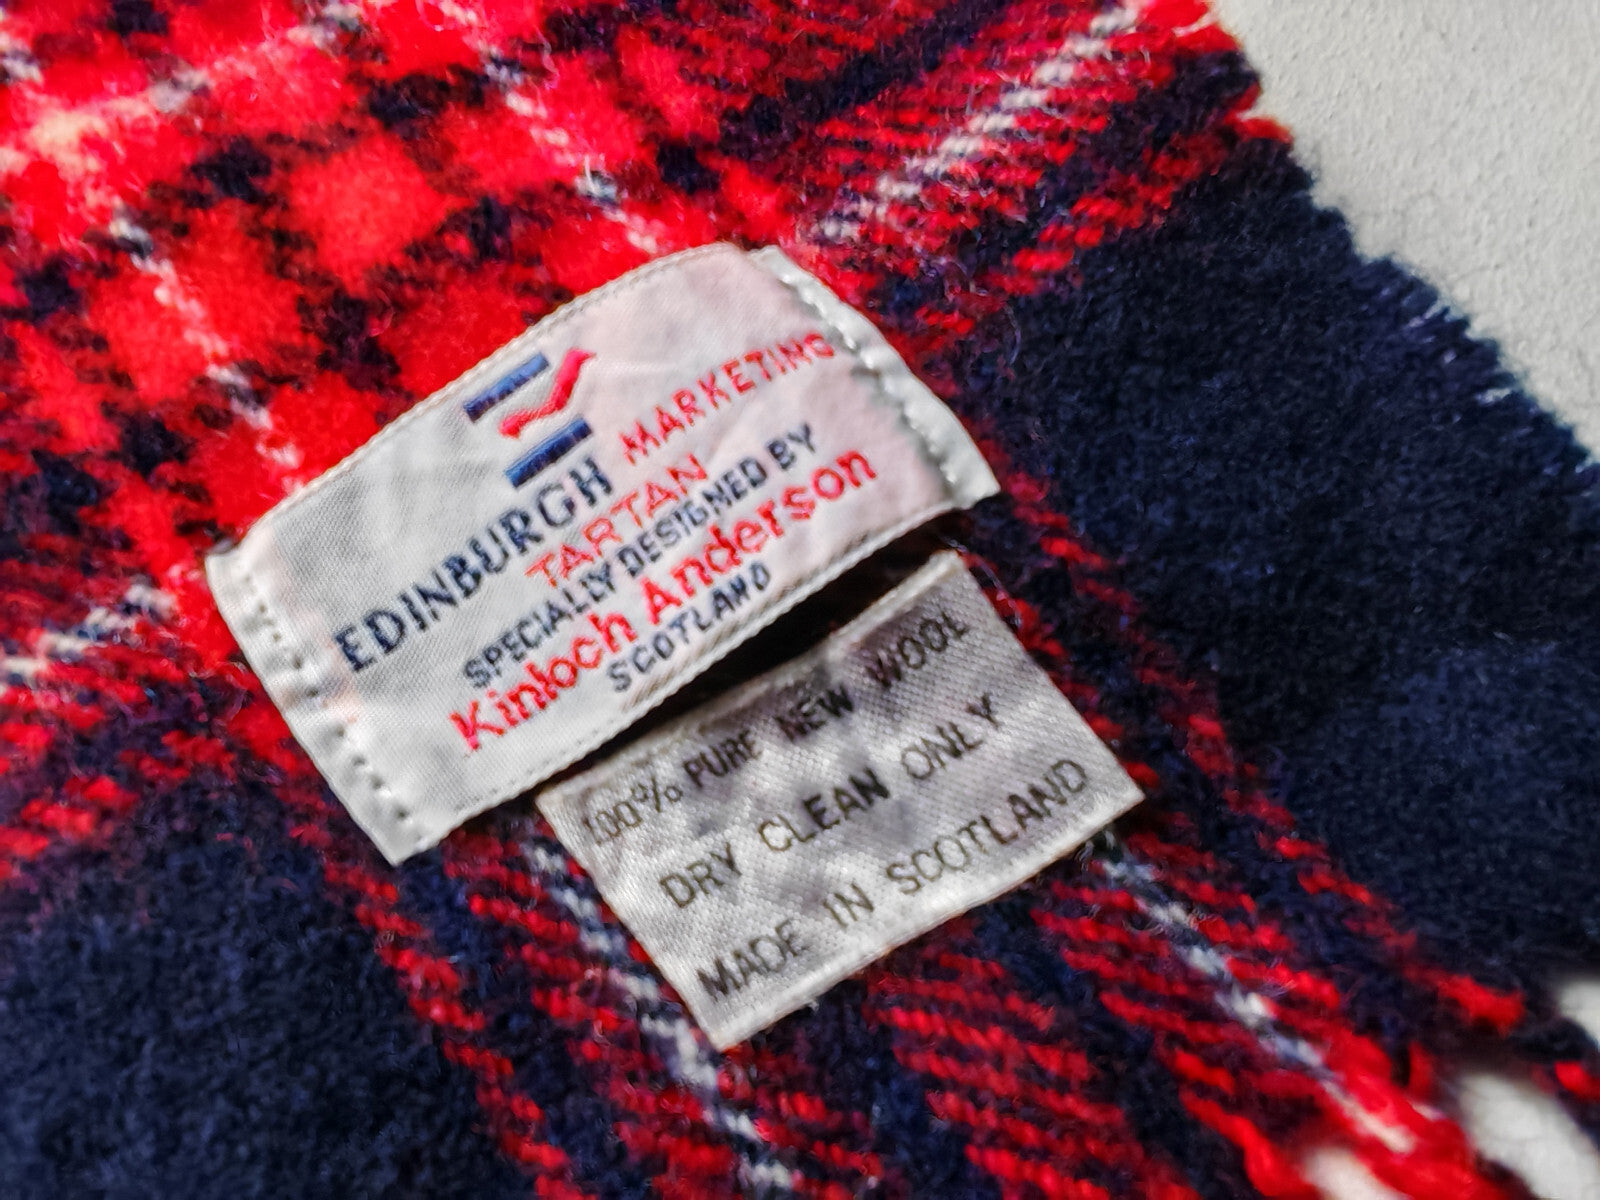 EDINBURGH MARKETING
TARTAN
SPECIALLY DESIGNED BY
Kinloch Anderson
SCOTLAND
100% PURE NEW WOOL
DRY CLEAN ONLY
MADE IN SCOTLAND